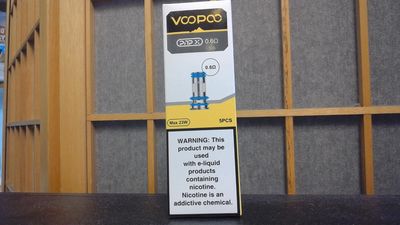 VOOPOO
PnP X 0.6Ω
0.6Ω
Max 23W
5PCS
WARNING: This
product may be
used
with e-liquid
products
containing
nicotine.
Nicotine is an
addictive chemical.